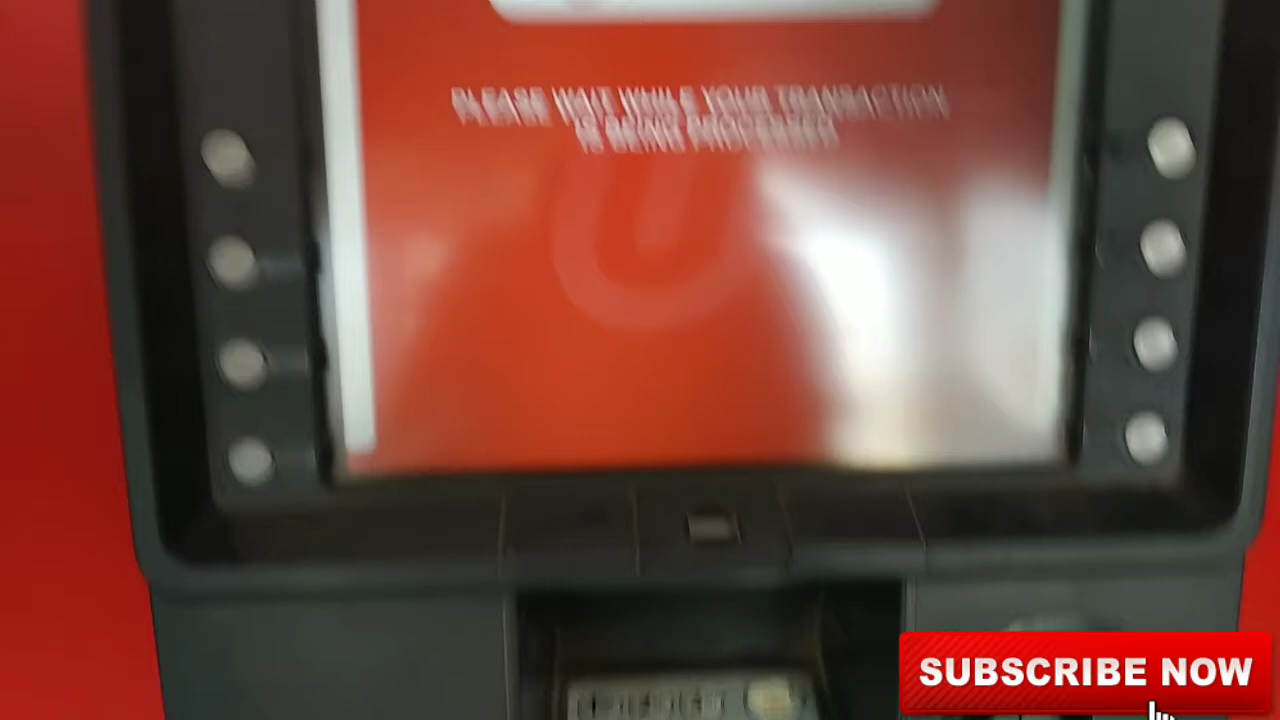 PLEASE WAIT WHILE YOUR TRANSACTION
IS BEING PROCESSED
SUBSCRIBE NOW